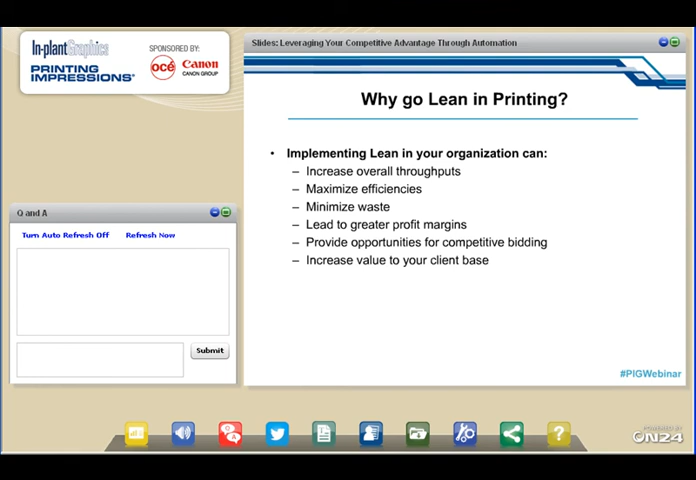 In-plantGraphics
PRINTING
IMPRESSIONS®
SPONSORED BY:
océ
Canon
CANON GROUP
Slides: Leveraging Your Competitive Advantage Through Automation
Why go Lean in Printing?
• Implementing Lean in your organization can:
– Increase overall throughputs
– Maximize efficiencies
– Minimize waste
– Lead to greater profit margins
– Provide opportunities for competitive bidding
– Increase value to your client base
#PIGWebinar
Q and A
Turn Auto Refresh Off
Refresh Now
Submit
Q
A
?
POWERED BY
ON24